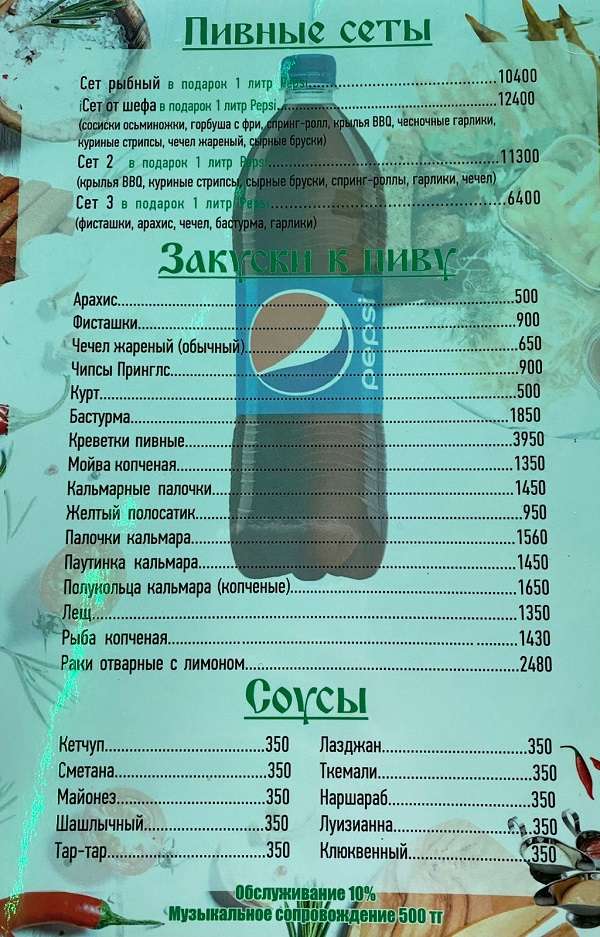 Пивные сеты
Сет рыбный в подарок 1 литр Pepsi.....10400
iСет от шефа в подарок 1 литр Pepsi.....12400
(сосиски осьминожки, горбуша с фри, спринг-ролл, крылья BBQ, чесночные гарлики,
куриные стрипсы, чечел жареный, сырные бруски)
Сет 2 в подарок 1 литр Pepsi.....11300
(крылья BBQ, куриные стрипсы, сырные бруски, спринг-роллы, гарлики, чечел)
Сет 3 в подарок 1 литр Pepsi.....6400
(фисташки, арахис, чечел, бастурма, гарлики)
Закуски к пиву
Арахис.....500
Фисташки.....900
Чечел жареный (обычный).....650
Чипсы Принглс.....900
Курт.....500
Бастурма.....1850
Креветки пивные.....3950
Мойва копченая.....1350
Кальмарные палочки.....1450
Желтый полосатик.....950
Палочки кальмара.....1560
Паутинка кальмара.....1450
Полукольца кальмара (копченые).....1650
Лещ.....1350
Рыба копченая.....1430
Раки отварные с лимоном.....2480
pepsi
Соусы
Кетчуп.....350
Сметана.....350
Майонез.....350
Шашлычный.....350
Тар-тар.....350
Лазджан.....350
Ткемали.....350
Наршараб.....350
Луизианна.....350
Клюквенный.....350
Обслуживание 10%
Музыкальное сопровождение 500 тг